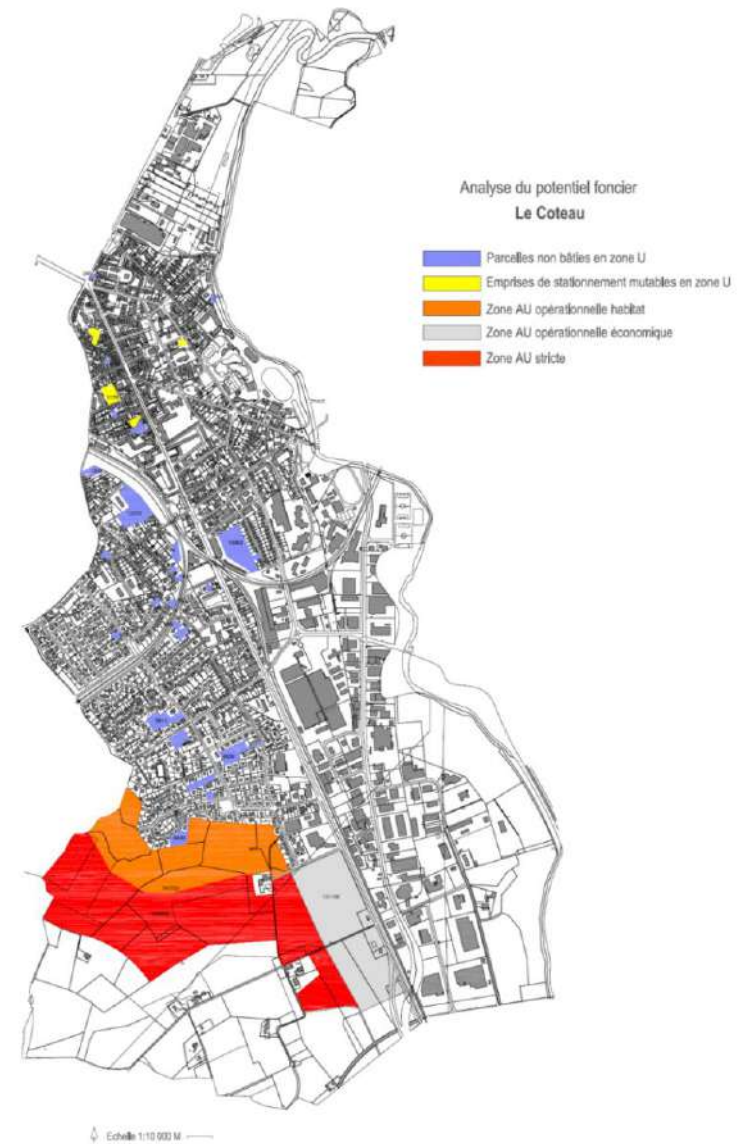 Analyse du potentiel foncier
Le Coteau
Parcelles non bâties en zone U
Emprises de stationnement mutables en zone U
Zone AU opérationnelle habitat
Zone AU opérationnelle économique
Zone AU stricte
Echelle 1:10 000 M